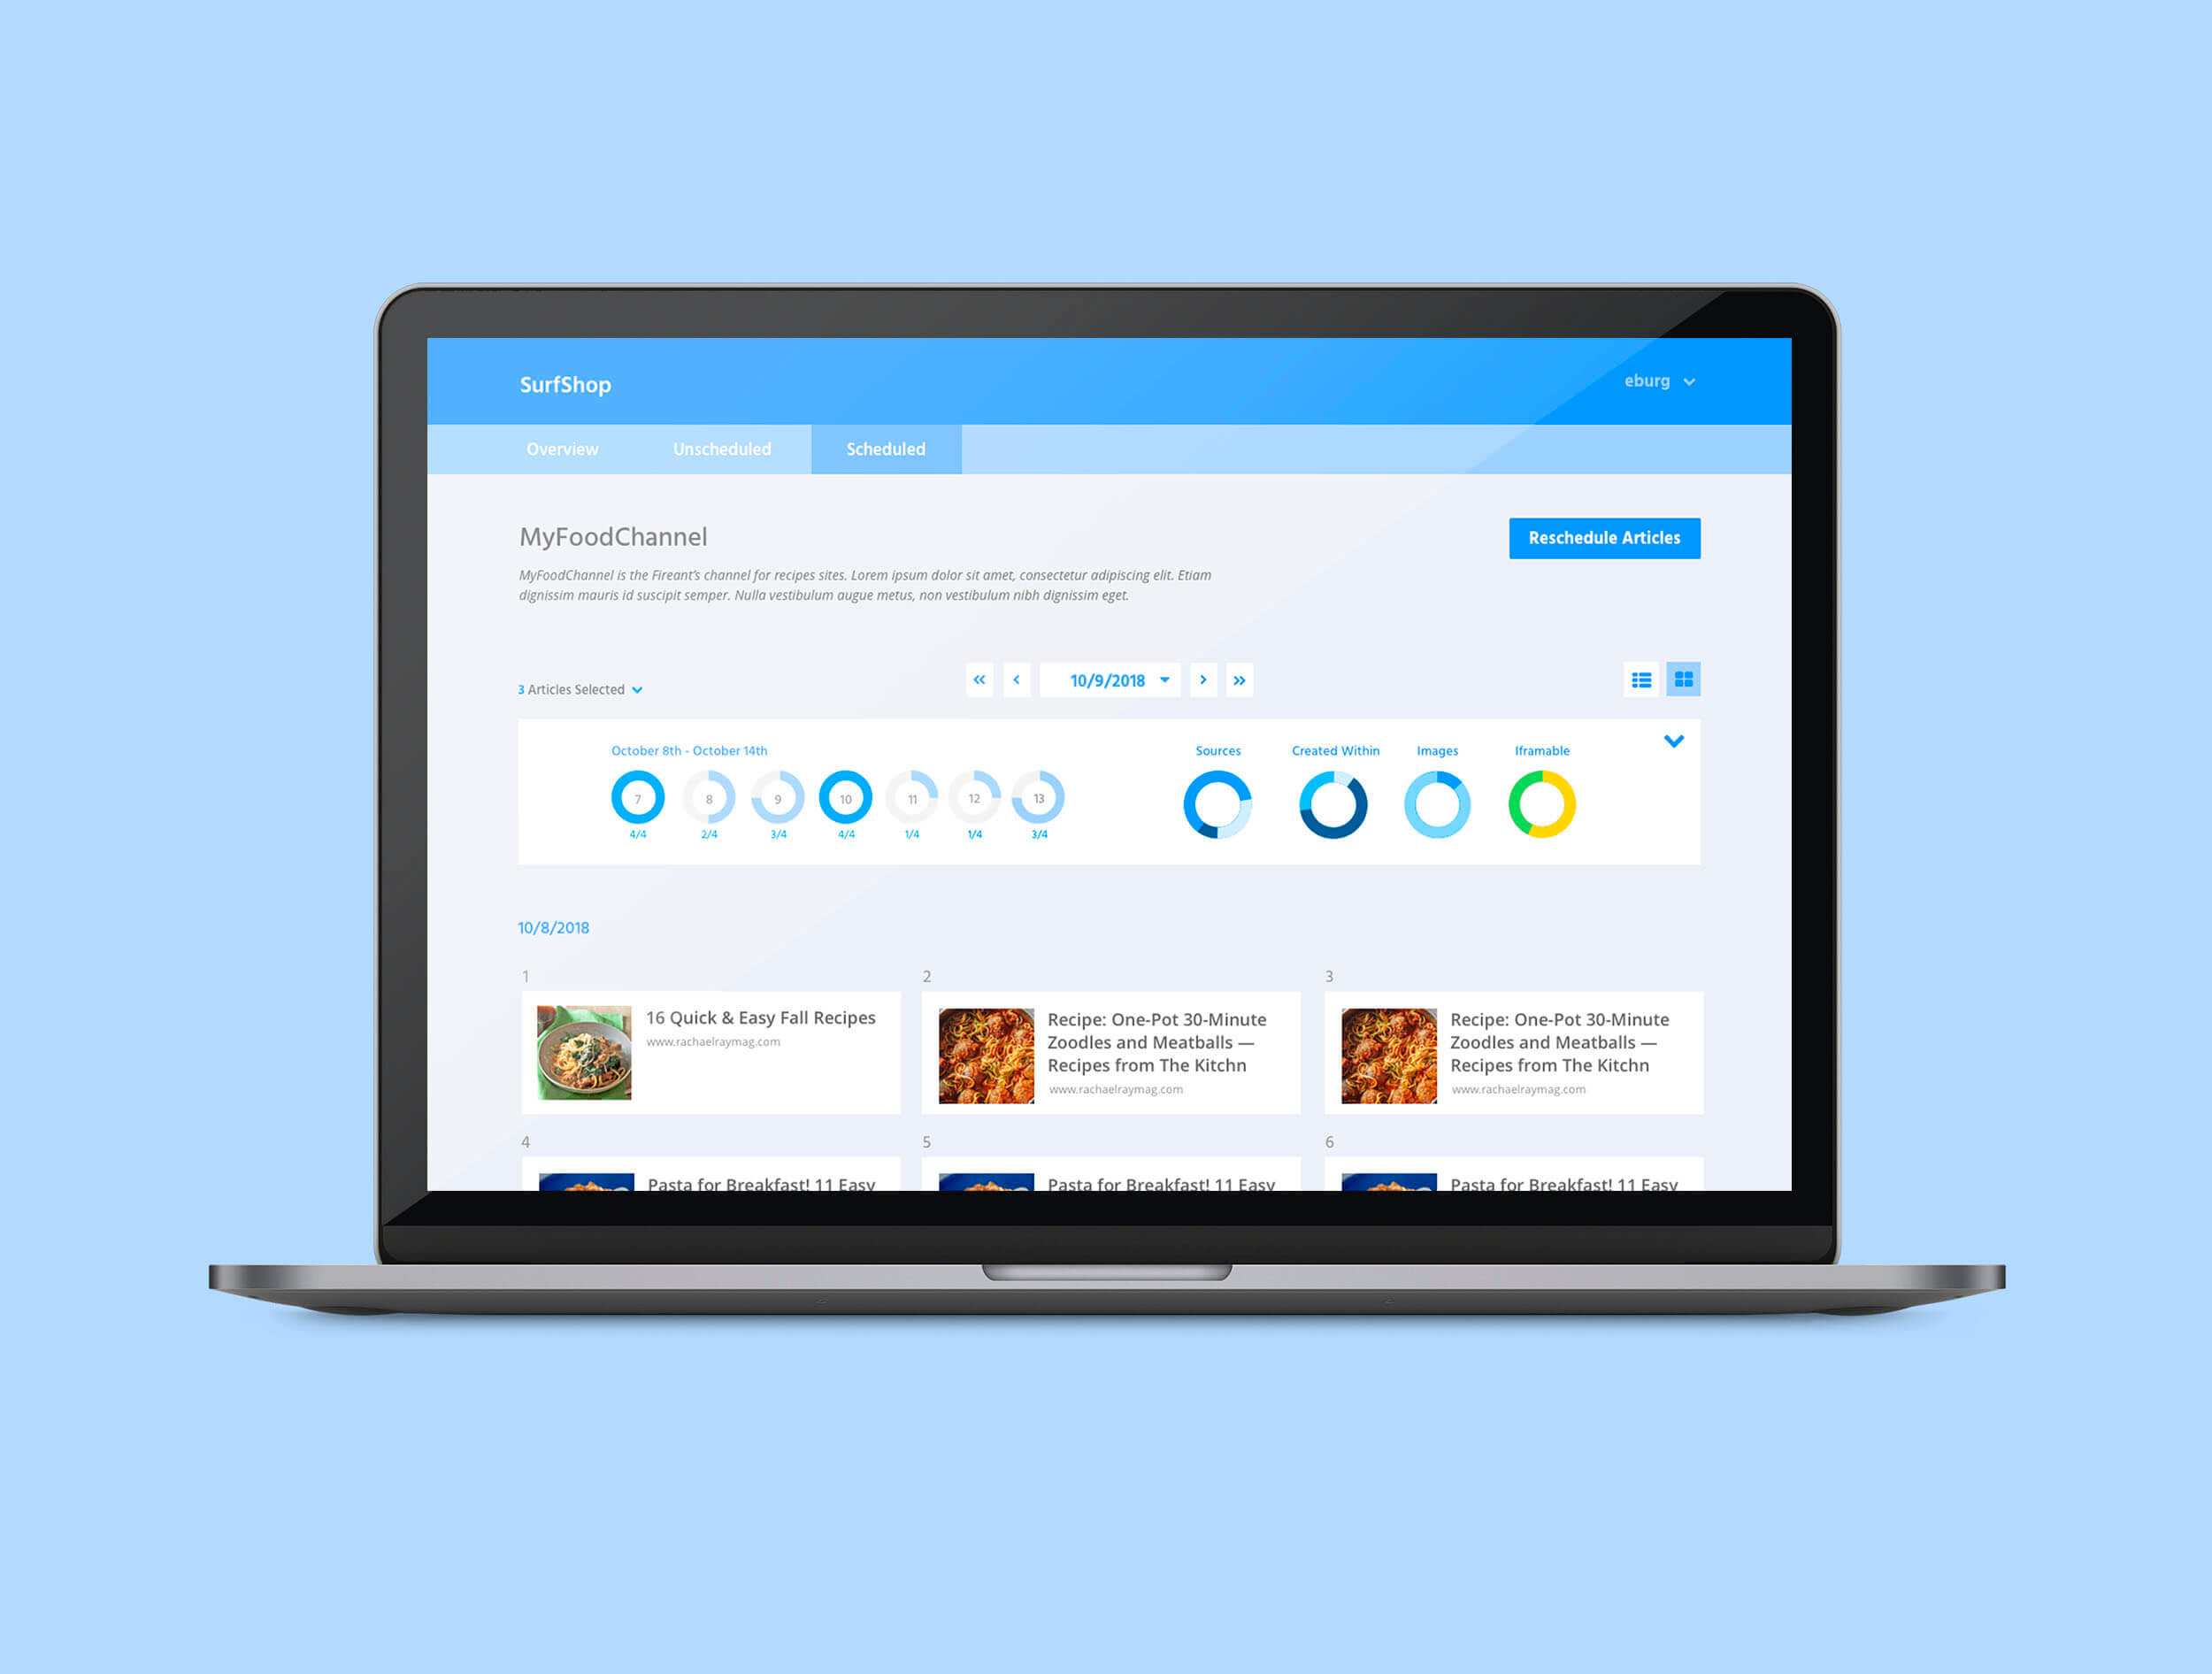 SurfShop
eburg
Overview Unscheduled Scheduled
MyFoodChannel
Reschedule Articles
MyFoodChannel is the Fireant's channel for recipes sites. Lorem ipsum dolor sit amet, consectetur adipiscing elit. Etiam
dignissim mauris id suscipit semper. Nulla vestibulum augue metus, non vestibulum nibh dignissim eget.
3 Articles Selected
10/9/2018
October 8th - October 14th
Sources Created Within Images Iframable
7 8 9 10 11 12 13
4/4 2/4 3/4 4/4 1/4 1/4 3/4
10/8/2018
1
16 Quick & Easy Fall Recipes
www.rachaelraymag.com
2
Recipe: One-Pot 30-Minute
Zoodles and Meatballs —
Recipes from The Kitchn
www.rachaelraymag.com
3
Recipe: One-Pot 30-Minute
Zoodles and Meatballs —
Recipes from The Kitchn
www.rachaelraymag.com
4
Pasta for Breakfast! 11 Easy
5
Pasta for Breakfast! 11 Easy
6
Pasta for Breakfast! 11 Easy